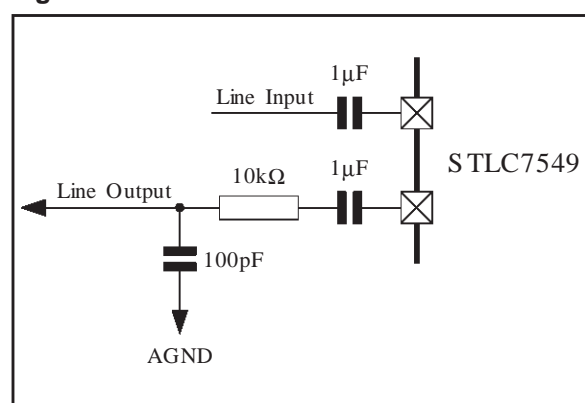 1µF
Line Input
STLC7549
1µF
10kΩ
Line Output
100pF
AGND